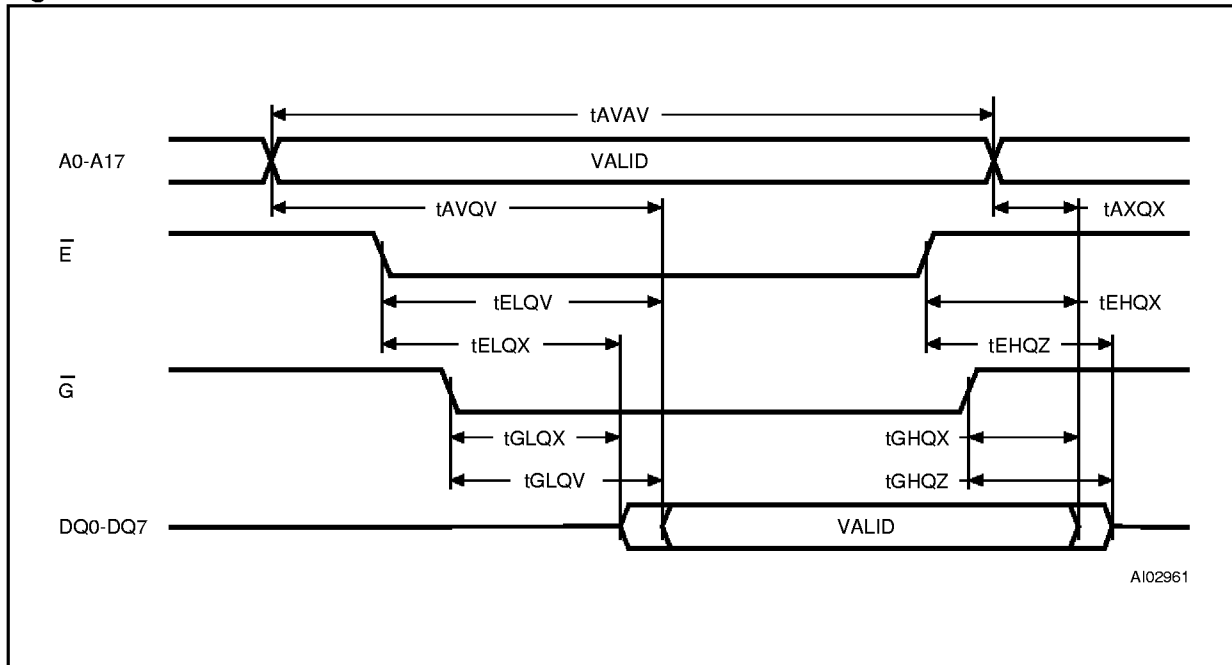 tAVAV
A0-A17 VALID
tAVQV tAXQX
E̅
tELQV tEHQX
tELQX tEHQZ
G̅
tGLQX tGHQX
tGLQV tGHQZ
DQ0-DQ7 VALID
AI02961